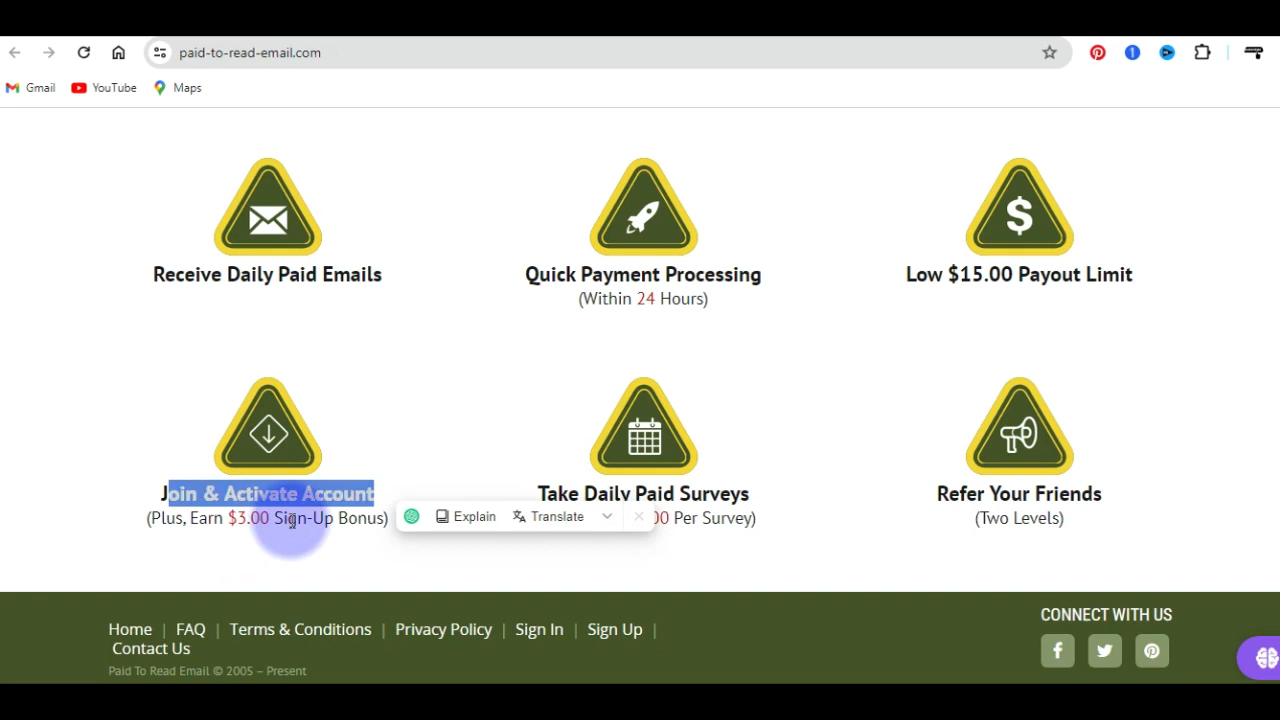 paid-to-read-email.com
Gmail YouTube Maps
Receive Daily Paid Emails
Quick Payment Processing
(Within 24 Hours)
Low $15.00 Payout Limit
Join & Activate Account
(Plus, Earn $3.00 Sign-Up Bonus)
Take Daily Paid Surveys
00 Per Survey)
Explain Translate
Refer Your Friends
(Two Levels)
Home | FAQ | Terms & Conditions | Privacy Policy | Sign In | Sign Up |
Contact Us
Paid To Read Email © 2005 – Present
CONNECT WITH US